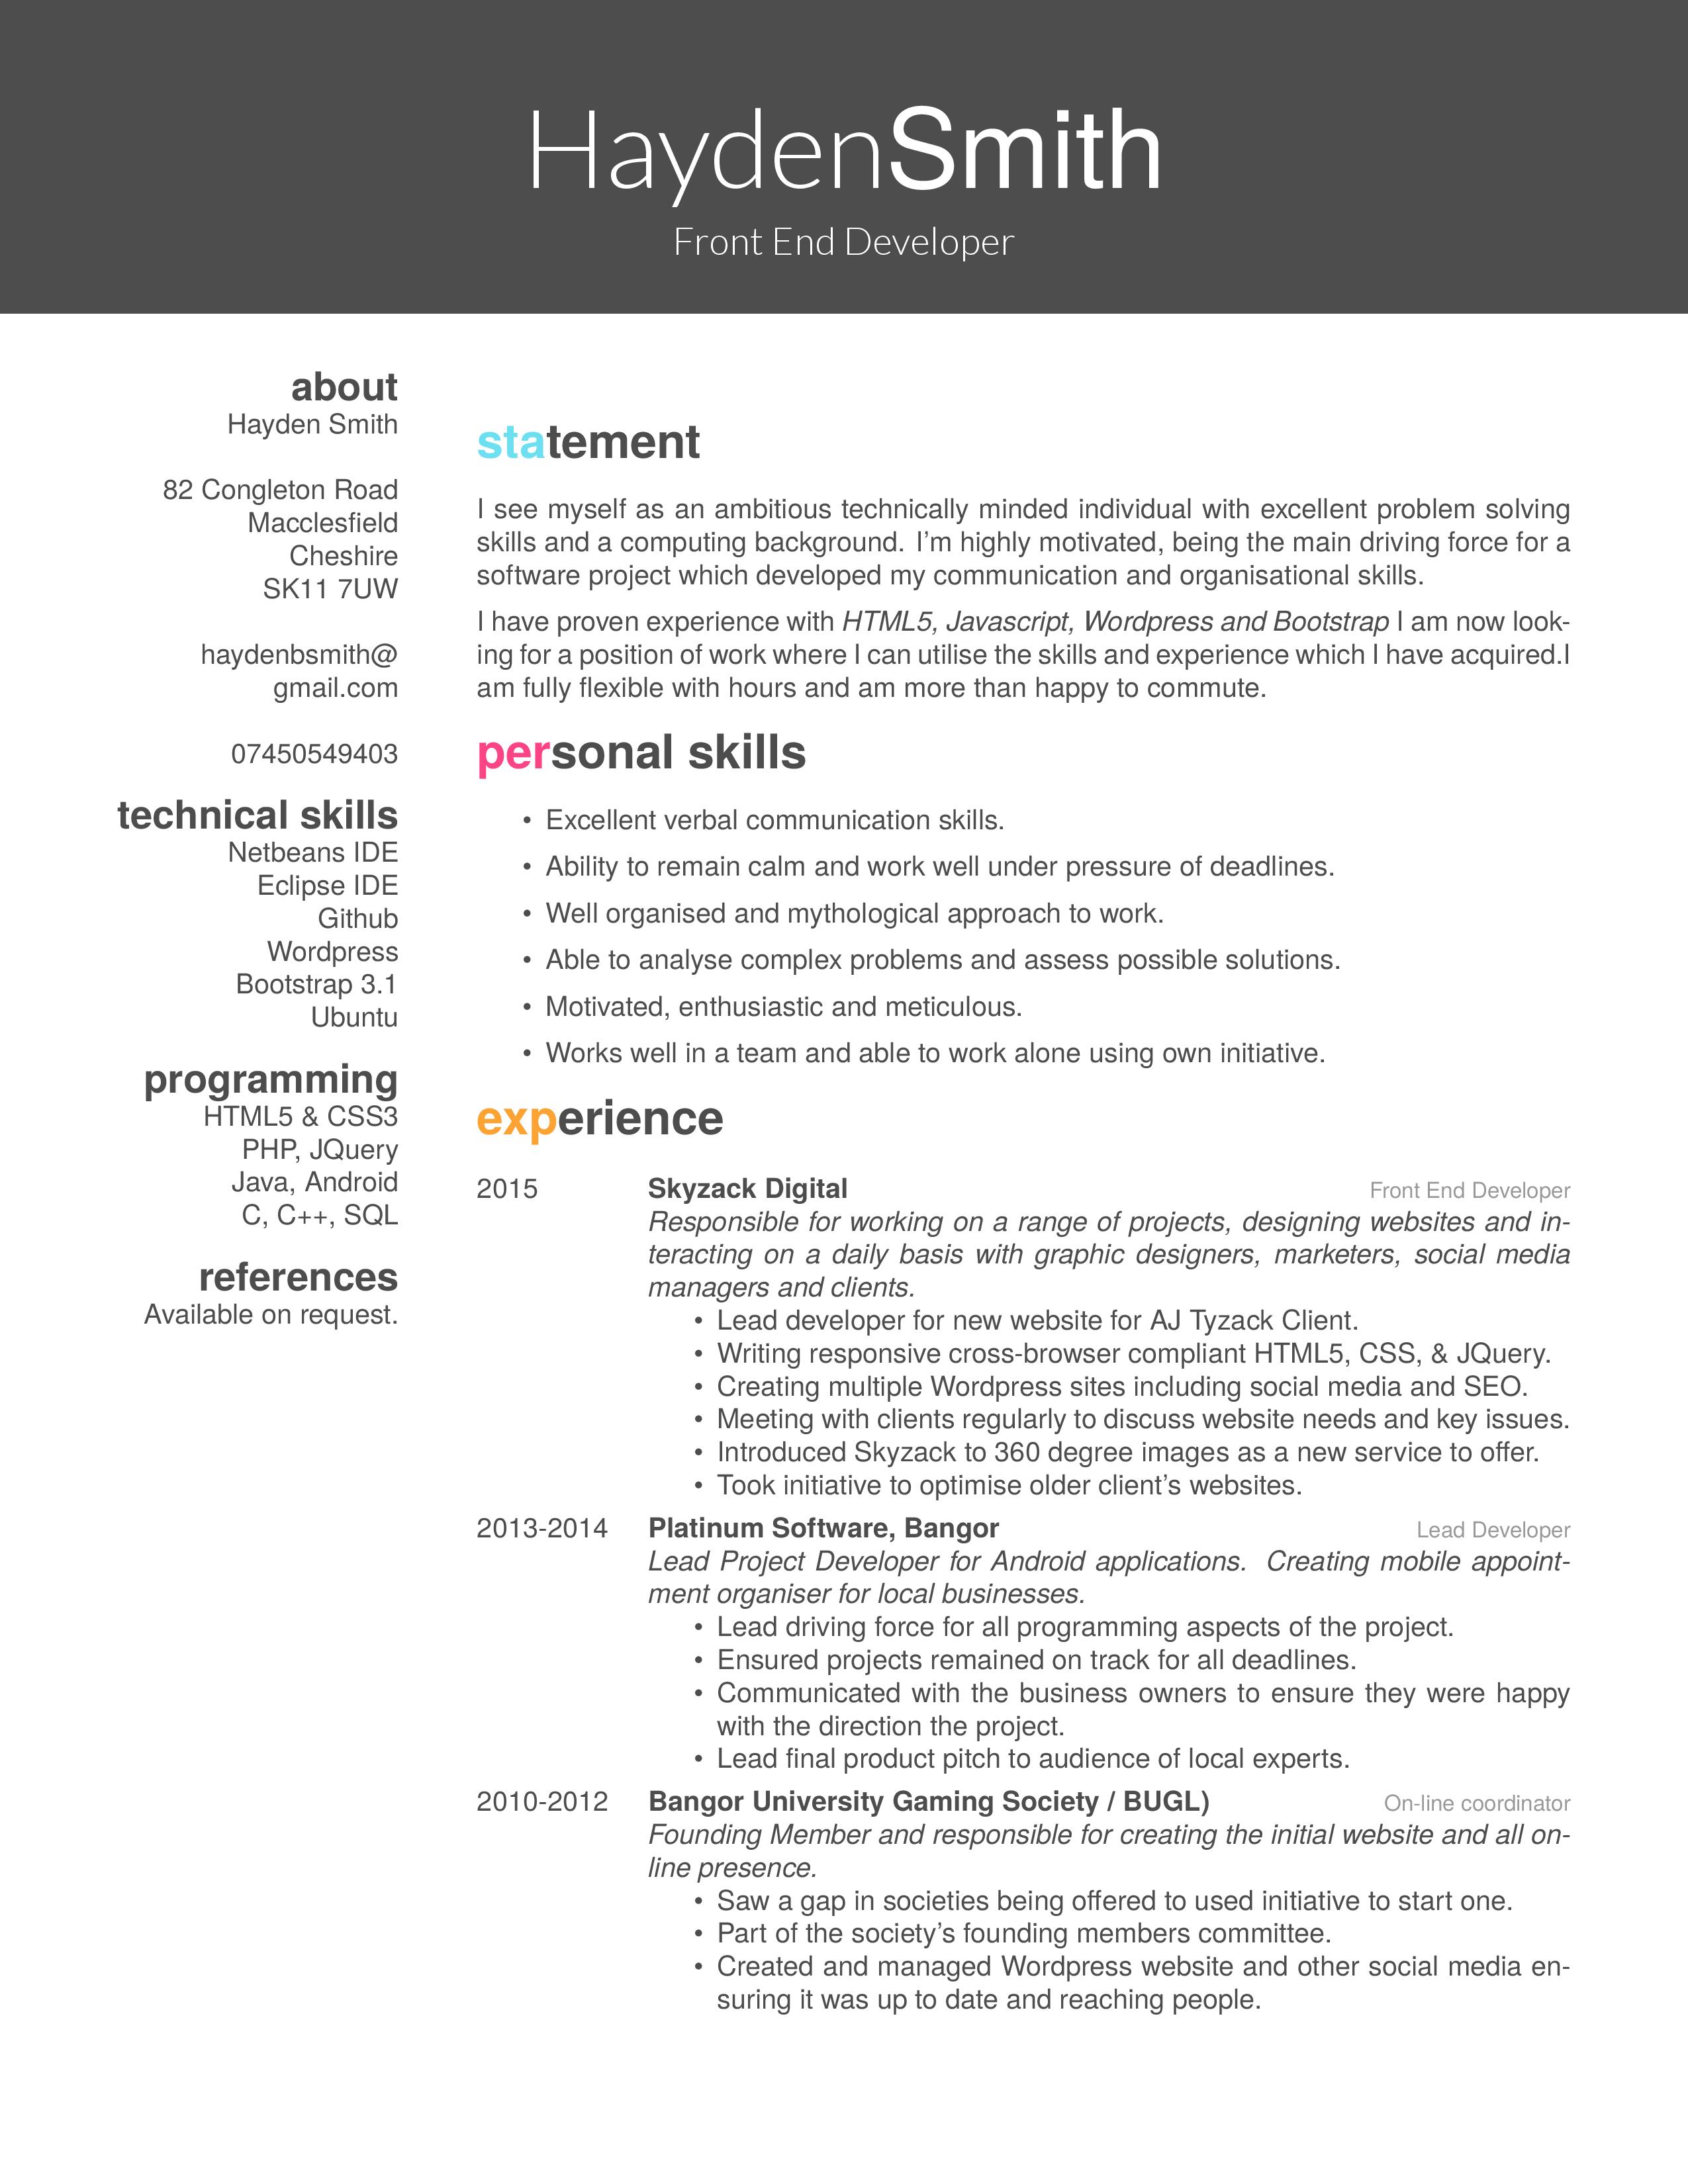 HaydenSmith
Front End Developer
about
Hayden Smith
82 Congleton Road
Macclesfield
Cheshire
SK11 7UW
haydenbsmith@
gmail.com
07450549403
technical skills
Netbeans IDE
Eclipse IDE
Github
Wordpress
Bootstrap 3.1
Ubuntu
programming
HTML5 & CSS3
PHP, JQuery
Java, Android
C, C++, SQL
references
Available on request.
statement
I see myself as an ambitious technically minded individual with excellent problem solving
skills and a computing background. I'm highly motivated, being the main driving force for a
software project which developed my communication and organisational skills.
I have proven experience with HTML5, Javascript, Wordpress and Bootstrap I am now look-
ing for a position of work where I can utilise the skills and experience which I have acquired.I
am fully flexible with hours and am more than happy to commute.
personal skills
• Excellent verbal communication skills.
• Ability to remain calm and work well under pressure of deadlines.
• Well organised and mythological approach to work.
• Able to analyse complex problems and assess possible solutions.
• Motivated, enthusiastic and meticulous.
• Works well in a team and able to work alone using own initiative.
experience
2015 Skyzack Digital Front End Developer
Responsible for working on a range of projects, designing websites and in-
teracting on a daily basis with graphic designers, marketers, social media
managers and clients.
• Lead developer for new website for AJ Tyzack Client.
• Writing responsive cross-browser compliant HTML5, CSS, & JQuery.
• Creating multiple Wordpress sites including social media and SEO.
• Meeting with clients regularly to discuss website needs and key issues.
• Introduced Skyzack to 360 degree images as a new service to offer.
• Took initiative to optimise older client's websites.
2013-2014 Platinum Software, Bangor Lead Developer
Lead Project Developer for Android applications. Creating mobile appoint-
ment organiser for local businesses.
• Lead driving force for all programming aspects of the project.
• Ensured projects remained on track for all deadlines.
• Communicated with the business owners to ensure they were happy
with the direction the project.
• Lead final product pitch to audience of local experts.
2010-2012 Bangor University Gaming Society / BUGL) On-line coordinator
Founding Member and responsible for creating the initial website and all on-
line presence.
• Saw a gap in societies being offered to used initiative to start one.
• Part of the society's founding members committee.
• Created and managed Wordpress website and other social media en-
suring it was up to date and reaching people.